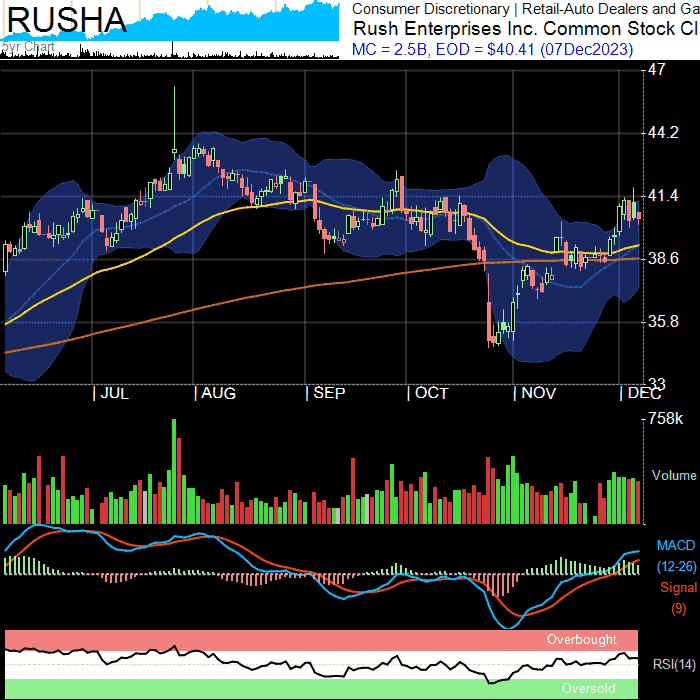 RUSHA
5yr Chart
Consumer Discretionary | Retail-Auto Dealers and Ga
Rush Enterprises Inc. Common Stock Cl
MC = 2.5B, EOD = $40.41 (07Dec2023)
47
44.2
41.4
38.6
35.8
33
JUL
AUG
SEP
OCT
NOV
DEC
758k
Volume
MACD
(12-26)
Signal
(9)
Overbought
RSI(14)
Oversold